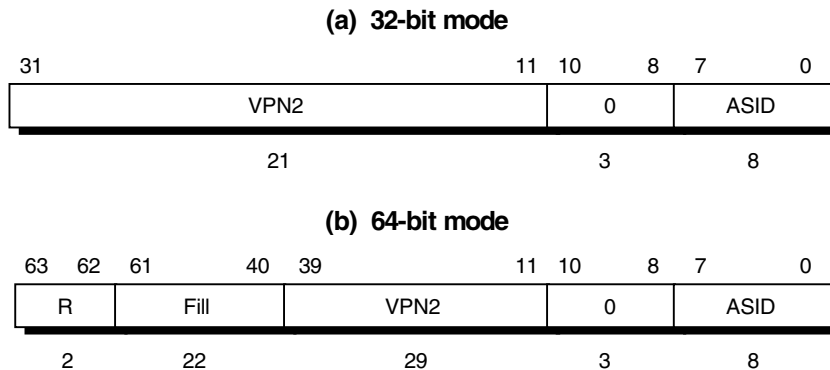 (a) 32-bit mode
31 11 10 8 7 0
VPN2 0 ASID
21 3 8
(b) 64-bit mode
63 62 61 40 39 11 10 8 7 0
R Fill VPN2 0 ASID
2 22 29 3 8